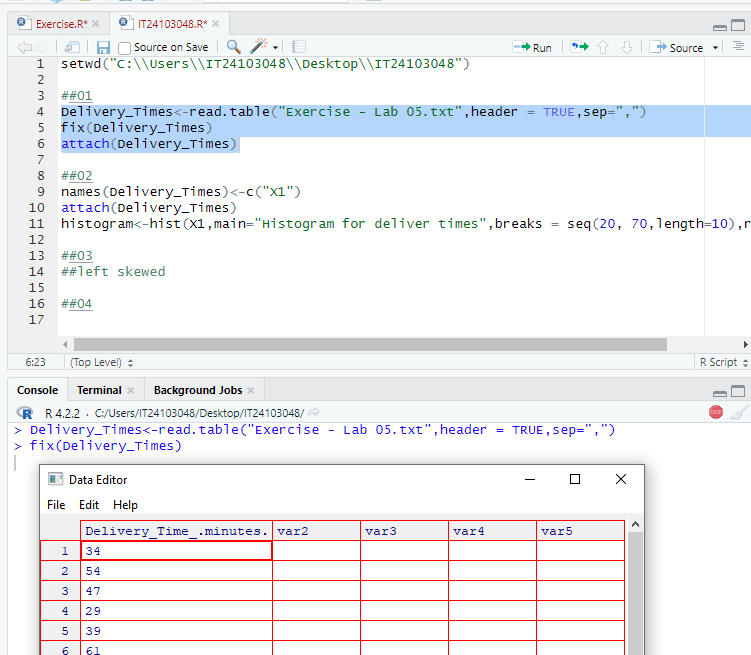 Exercise.R* × IT24103048.R* ×
Source on Save Run Source
1 setwd("C:\\Users\\IT24103048\\Desktop\\IT24103048")
2
3 ##01
4 Delivery_Times<-read.table("Exercise - Lab 05.txt",header = TRUE,sep=",")
5 fix(Delivery_Times)
6 attach(Delivery_Times)
7
8 ##02
9 names(Delivery_Times)<-c("X1")
10 attach(Delivery_Times)
11 histogram<-hist(X1,main="Histogram for deliver times",breaks = seq(20, 70,length=10),r
12
13 ##03
14 ##left skewed
15
16 ##04
17
6:23 (Top Level) R Script
Console Terminal × Background Jobs ×
R R 4.2.2 · C:/Users/IT24103048/Desktop/IT24103048/ STOP
> Delivery_Times<-read.table("Exercise - Lab 05.txt",header = TRUE,sep=",")
> fix(Delivery_Times)
Data Editor
File Edit Help
Delivery_Time_.minutes. var2 var3 var4 var5
1 34
2 54
3 47
4 29
5 39
6 61